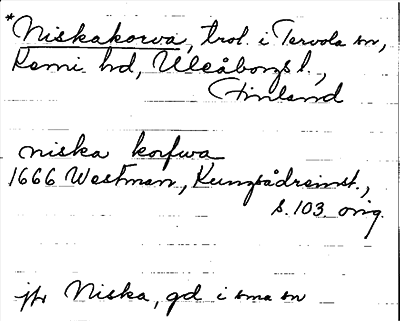 *Niskakorva, trol. i Tervola sn,
Kemi hd, Uleåborgs l.,
Finland
niska korfwa
1666 Westman, Kungsådreinst.,
s. 103. orig.
jfr Niska, gd i sma sn